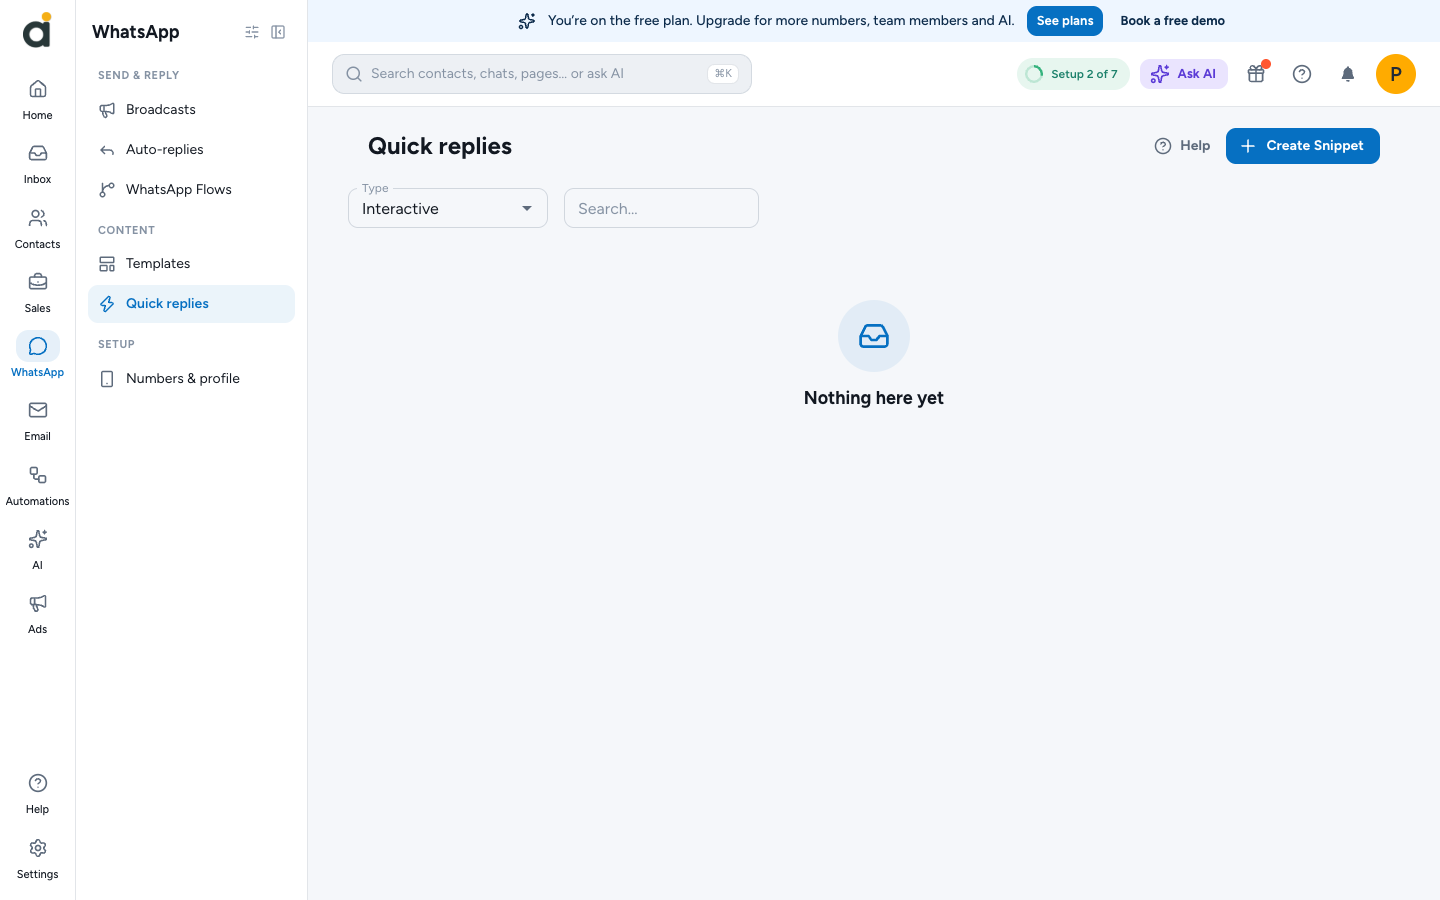 You're on the free plan. Upgrade for more numbers, team members and AI. See plans Book a free demo
WhatsApp
Search contacts, chats, pages... or ask AI ⌘K
Setup 2 of 7
Ask AI
P
Home
Inbox
Contacts
Sales
WhatsApp
Email
Automations
AI
Ads
Help
Settings
SEND & REPLY
Broadcasts
Auto-replies
WhatsApp Flows
CONTENT
Templates
Quick replies
SETUP
Numbers & profile
Quick replies
Help
Create Snippet
Type
Interactive
Search...
Nothing here yet